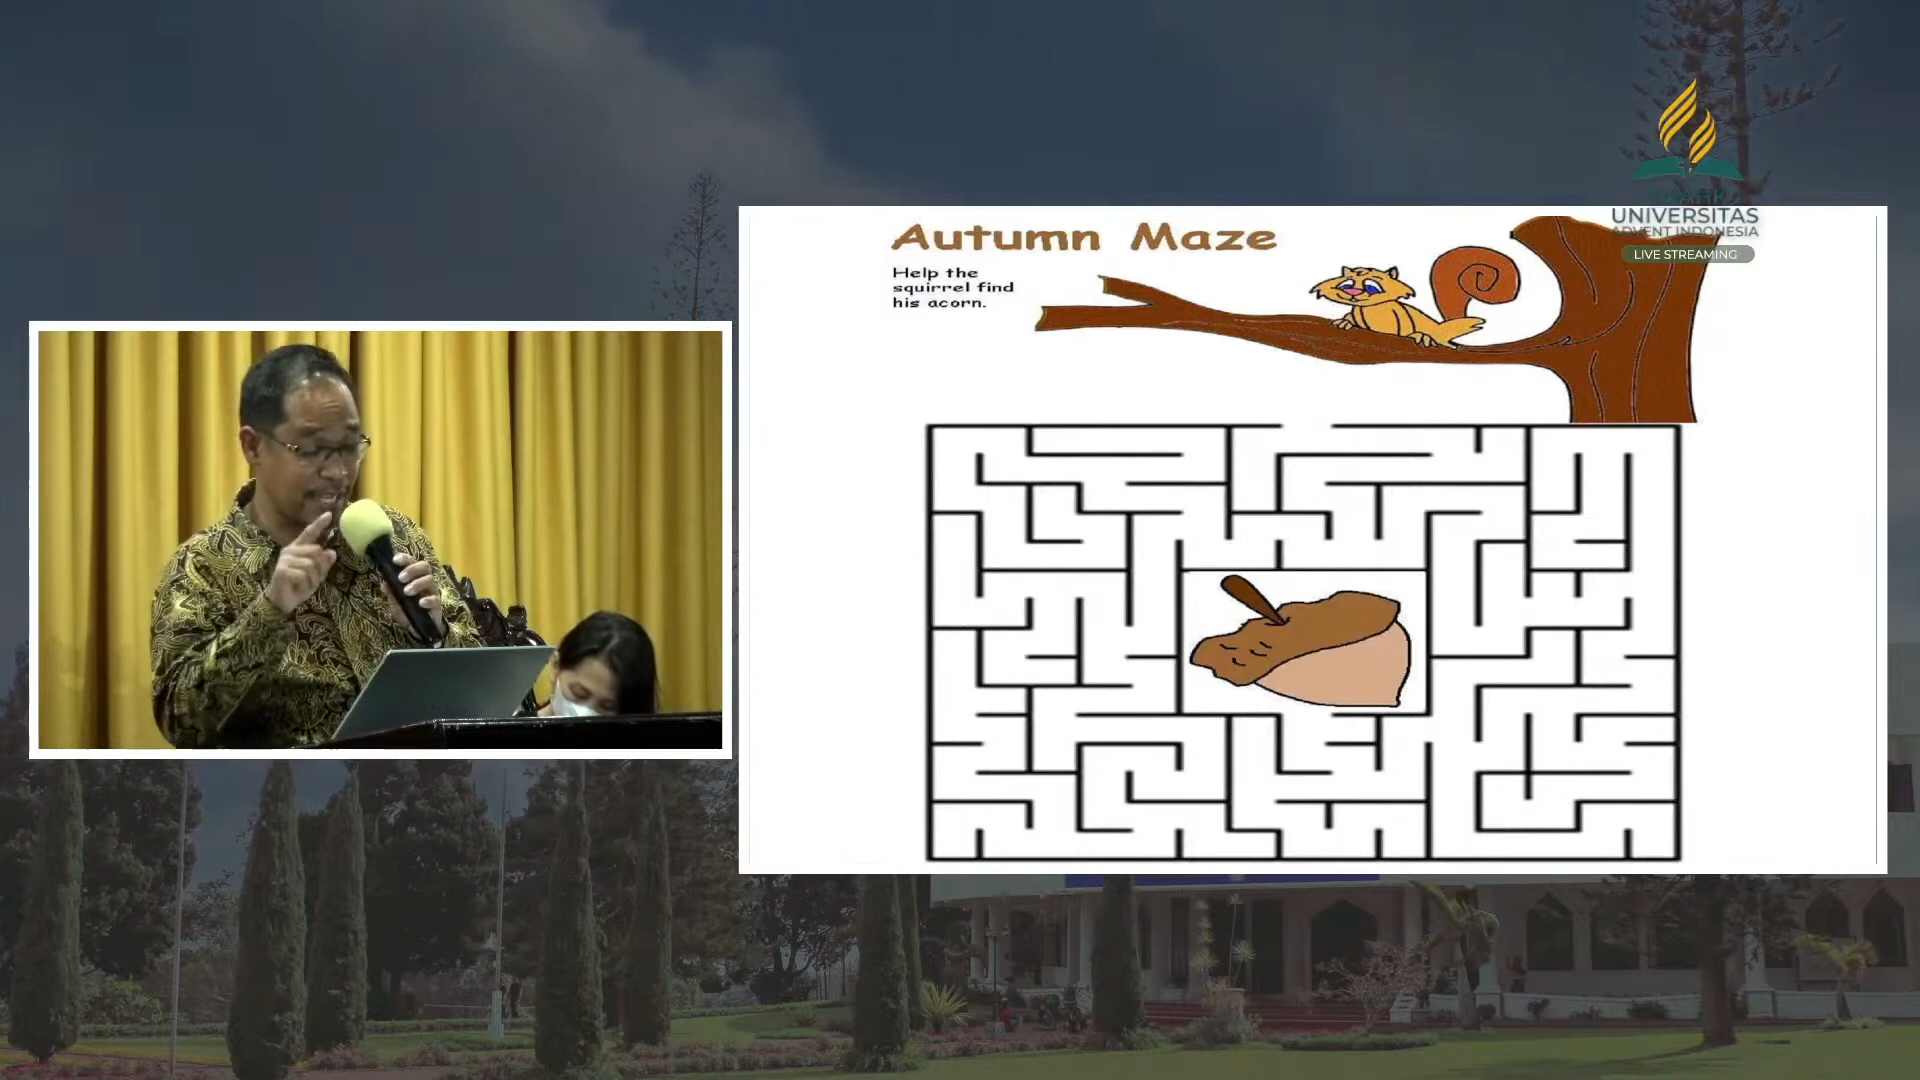 Autumn Maze
Help the
squirrel find
his acorn.
UNIVERSITAS
ADVENT INDONESIA
LIVE STREAMING